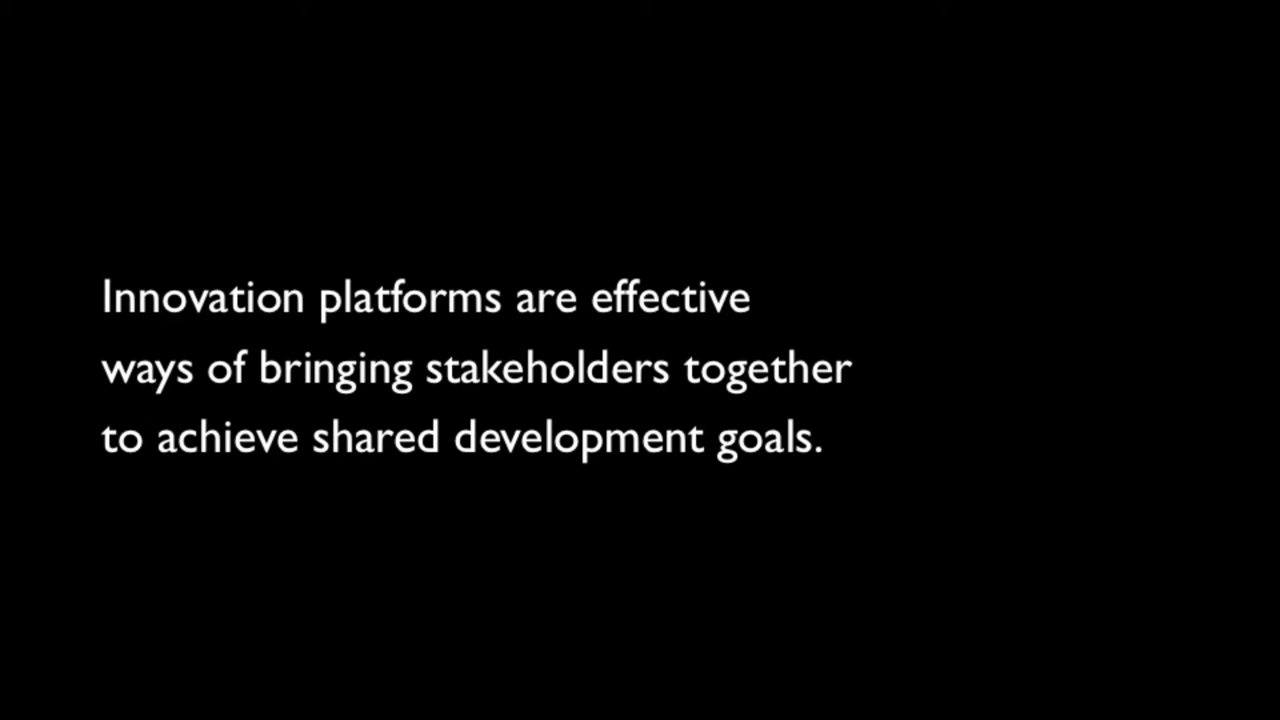 Innovation platforms are effective
ways of bringing stakeholders together
to achieve shared development goals.